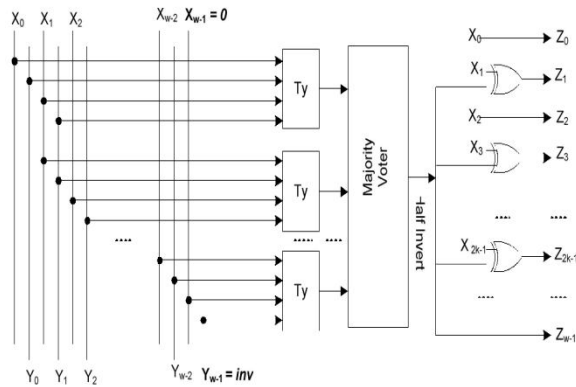 X0 X1 X2 Xw-2 Xw-1 = 0
Ty
Ty
..... ..... .....
Ty
Y0 Y1 Y2 Yw-2 Yw-1 = inv
Majority Voter
Half Invert
X0 Z0
X1 Z1
X2 Z2
X3 Z3
..... .....
X2k-1 Z2k-1
..... .....
Zw-1